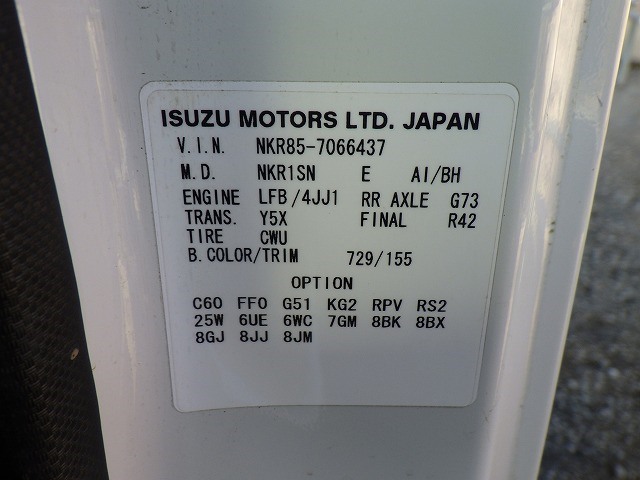 ISUZU MOTORS LTD. JAPAN
V.I.N. NKR85-7066437
M.D. NKR1SN E AI/BH
ENGINE LFB/4JJ1 RR AXLE G73
TRANS. Y5X FINAL R42
TIRE CWU
B.COLOR/TRIM 729/155
OPTION
C60 FF0 G51 KG2 RPV RS2
25W 6UE 6WC 7GM 8BK 8BX
8GJ 8JJ 8JM